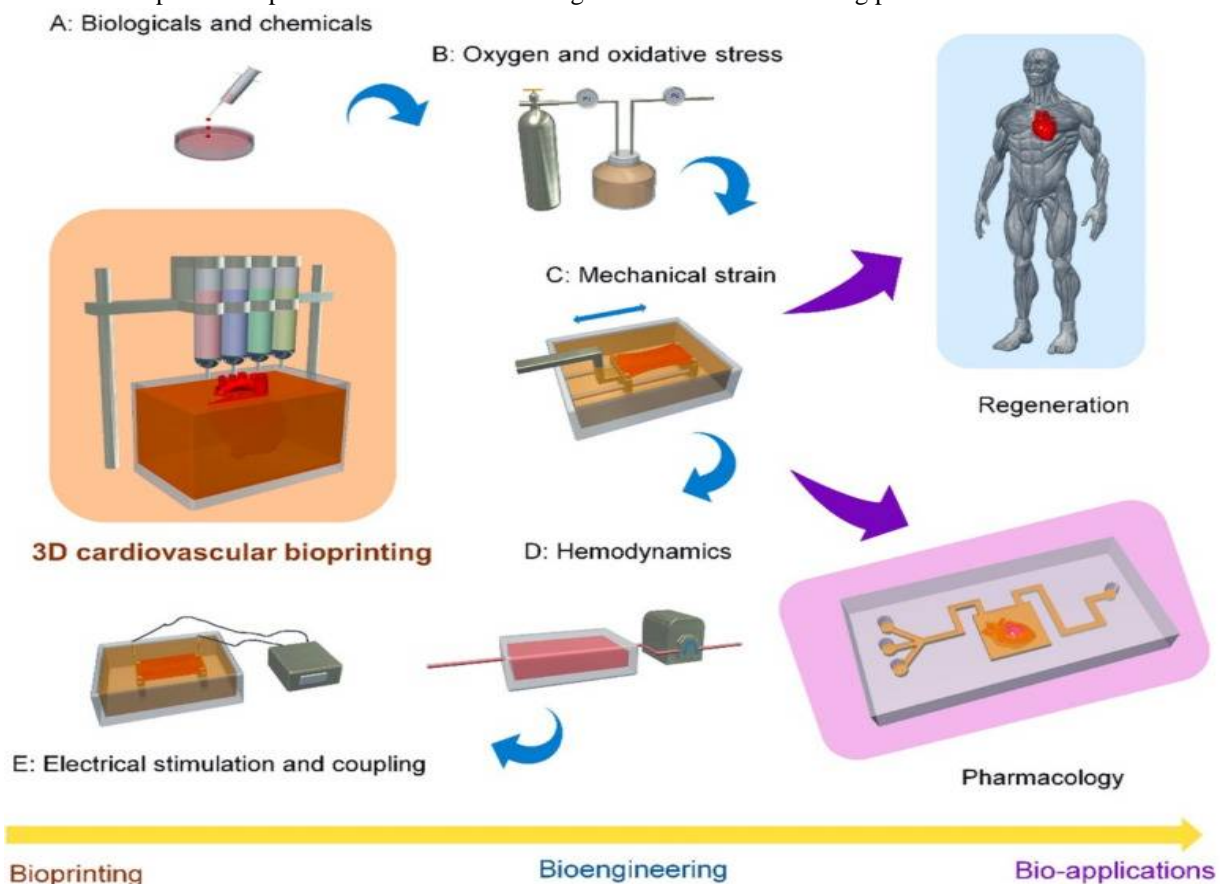 A: Biologicals and chemicals
B: Oxygen and oxidative stress
C: Mechanical strain
Regeneration
3D cardiovascular bioprinting
D: Hemodynamics
E: Electrical stimulation and coupling
Pharmacology
Bioprinting
Bioengineering
Bio-applications